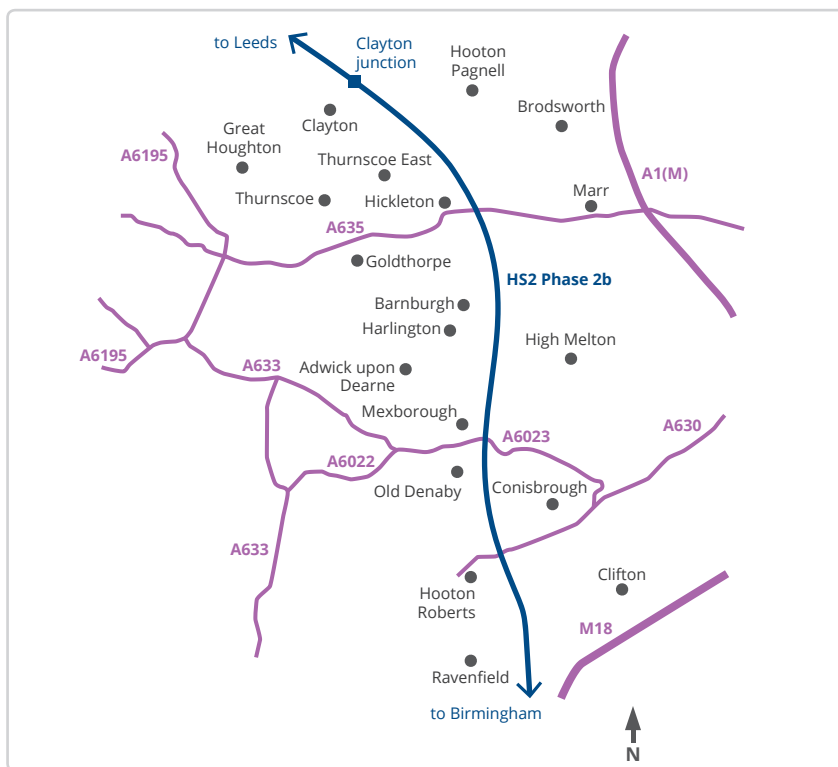 to Leeds
Clayton
junction
Hooton
Pagnell
Brodsworth
Clayton
Great
Houghton
A6195
Thurnscoe East
A1(M)
Thurnscoe
Hickleton
Marr
A635
Goldthorpe
HS2 Phase 2b
Barnburgh
Harlington
High Melton
A6195
A633
Adwick upon
Dearne
Mexborough
A6023
A630
A6022
Old Denaby
Conisbrough
A633
Hooton
Roberts
Clifton
M18
Ravenfield
to Birmingham
N